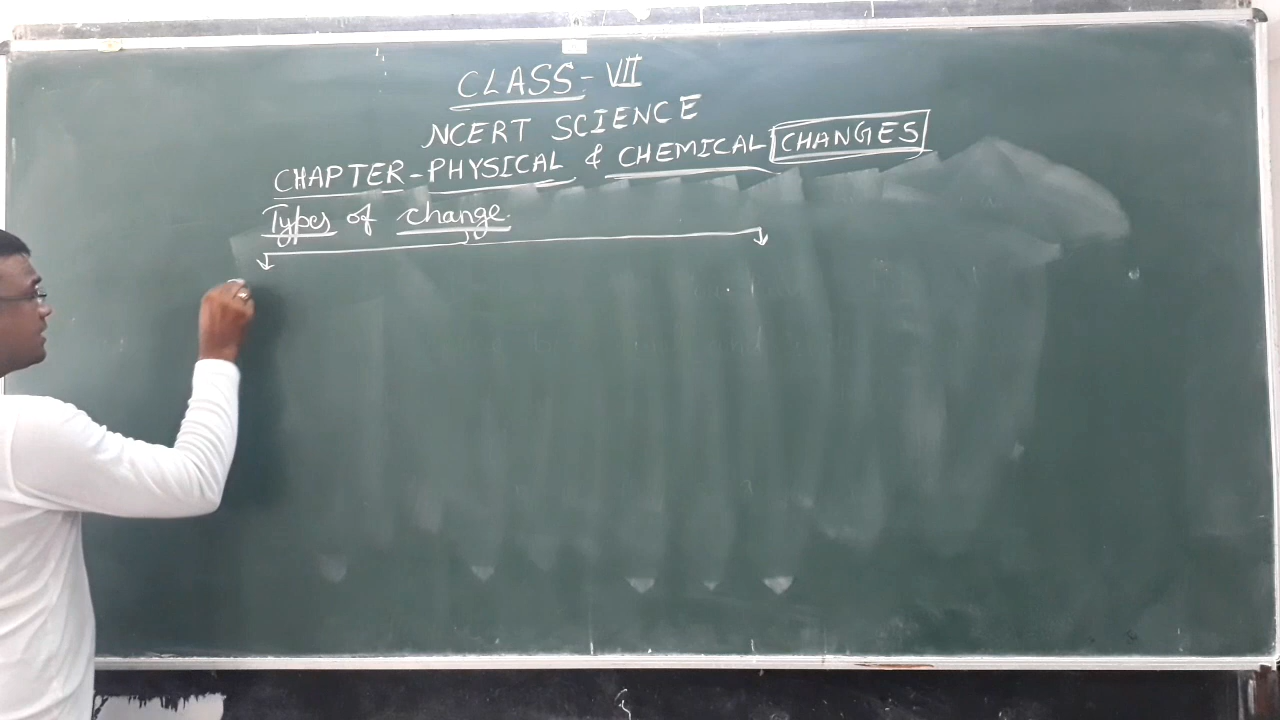 CLASS- VII
NCERT SCIENCE
CHAPTER-PHYSICAL & CHEMICAL CHANGES
Types of change.